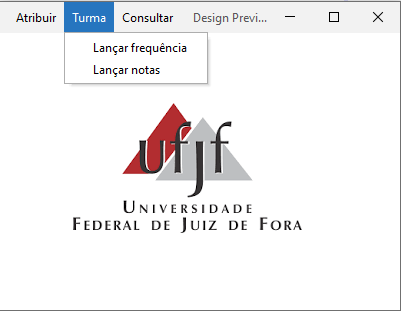 Atribuir Turma Consultar Design Previ...
Lançar frequência
Lançar notas
ufjf
UNIVERSIDADE
FEDERAL DE JUIZ DE FORA